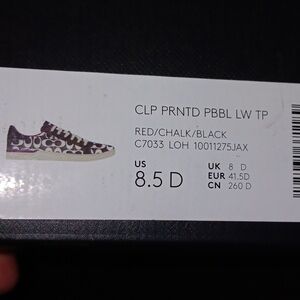 CLP PRNTD PBBL LW TP
RED/CHALK/BLACK
C7033 LOH 10011275JAX
US
8.5 D
UK 8 D
EUR 41.5D
CN 260 D